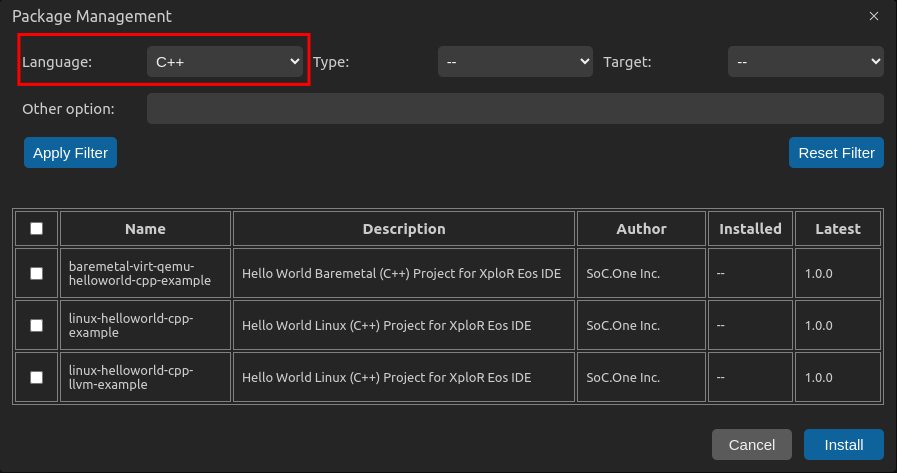 Package Management
Language: C++ Type: -- Target: --
Other option:
Apply Filter Reset Filter
Name Description Author Installed Latest
baremetal-virt-qemu-
helloworld-cpp-example Hello World Baremetal (C++) Project for XploR Eos IDE SoC.One Inc. -- 1.0.0
linux-helloworld-cpp-
example Hello World Linux (C++) Project for XploR Eos IDE SoC.One Inc. -- 1.0.0
linux-helloworld-cpp-
llvm-example Hello World Linux (C++) Project for XploR Eos IDE SoC.One Inc. -- 1.0.0
Cancel Install